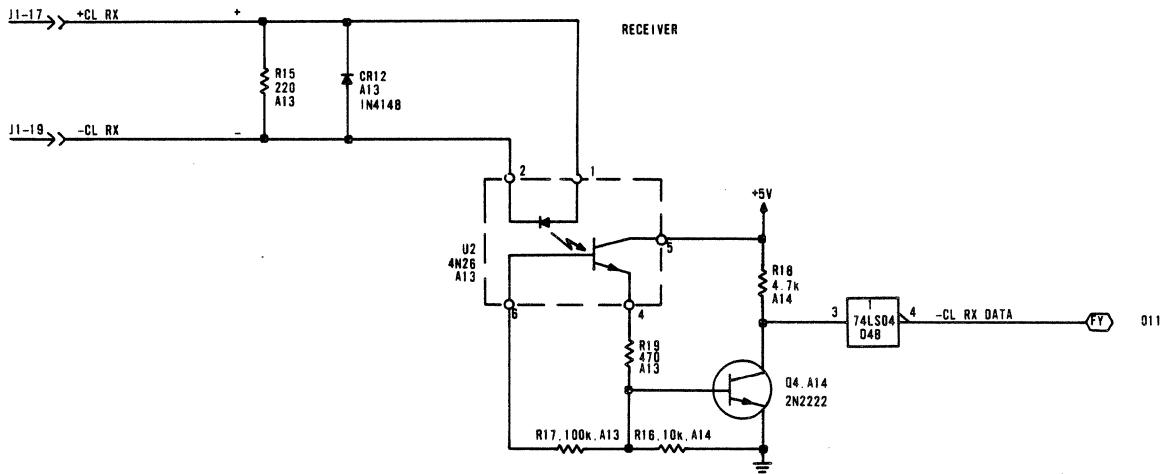 J1-17 +CL RX +
RECEIVER
R15
220
A13
CR12
A13
1N4148
J1-19 -CL RX -
2 1
+5V
U2
4N26
A13
5
R18
4.7k
A14
6 4
3 1 4
74LS04
D4B
-CL RX DATA FY 011
R19
470
A13
Q4,A14
2N2222
R17,100k,A13 R16,10k,A14